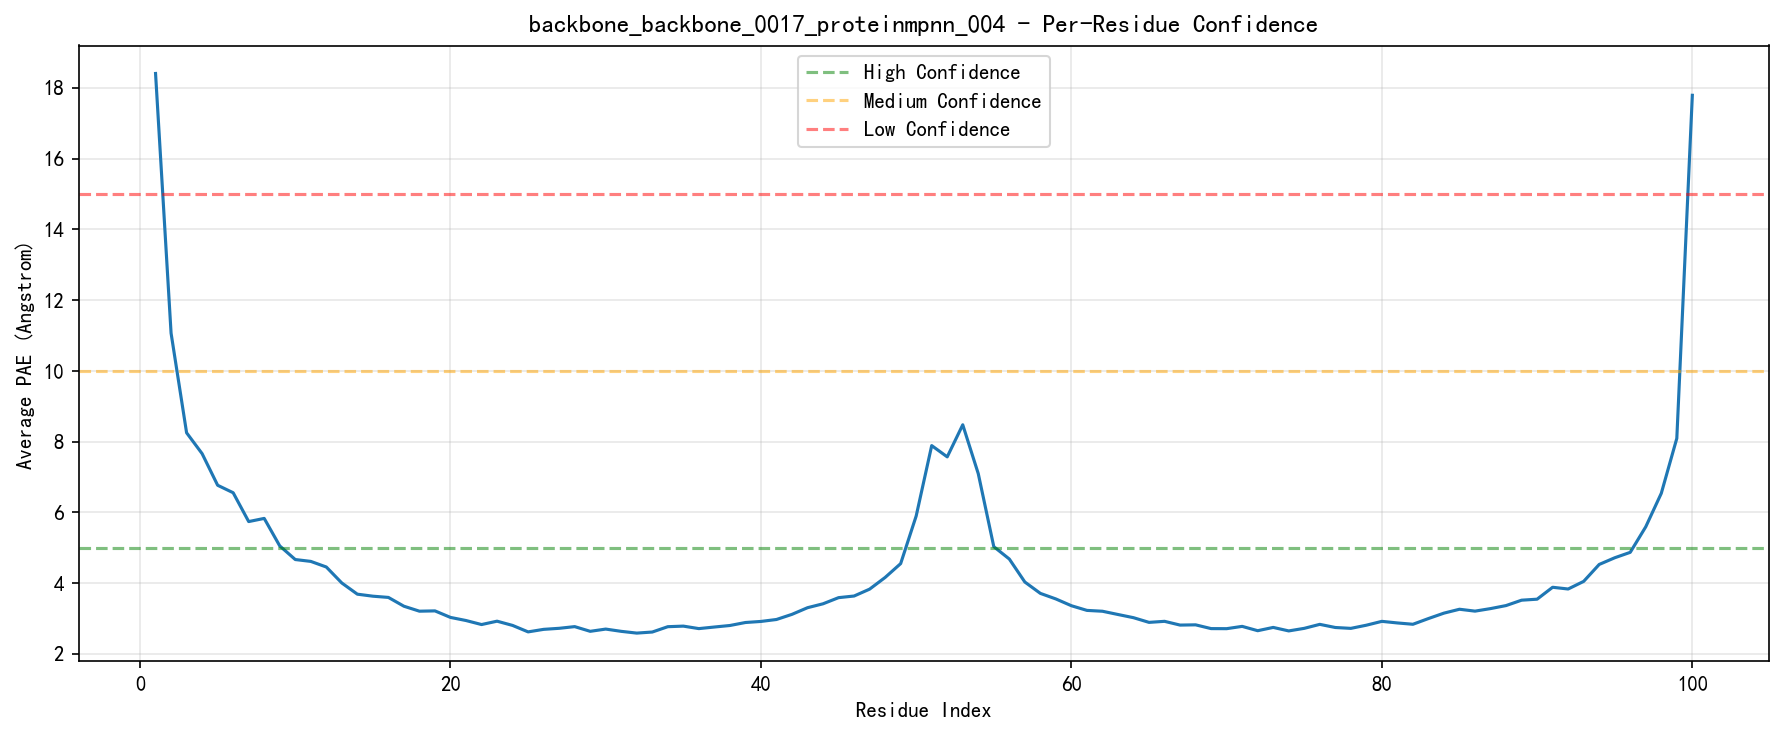 backbone_backbone_0017_proteinmpnn_004 - Per-Residue Confidence
High Confidence
Medium Confidence
Low Confidence
Average PAE (Angstrom)
18
16
14
12
10
8
6
4
2
0 20 40 60 80 100
Residue Index